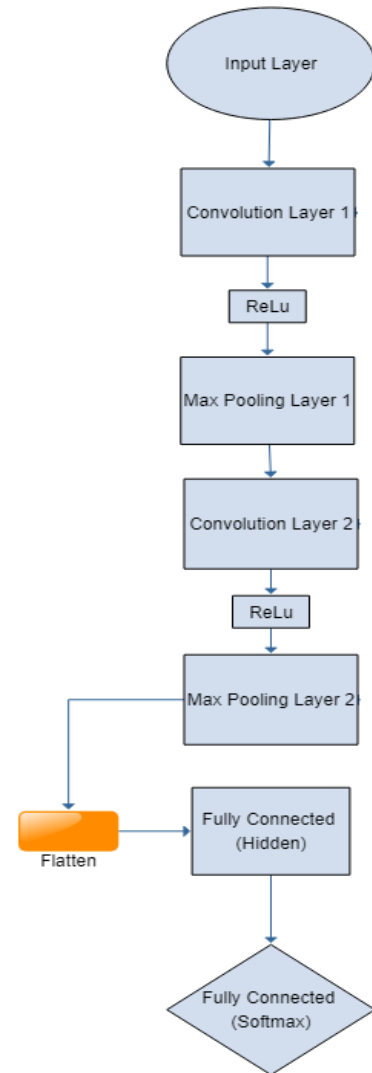 Input Layer
Convolution Layer 1
ReLu
Max Pooling Layer 1
Convolution Layer 2
ReLu
Max Pooling Layer 2
Flatten
Fully Connected
(Hidden)
Fully Connected
(Softmax)